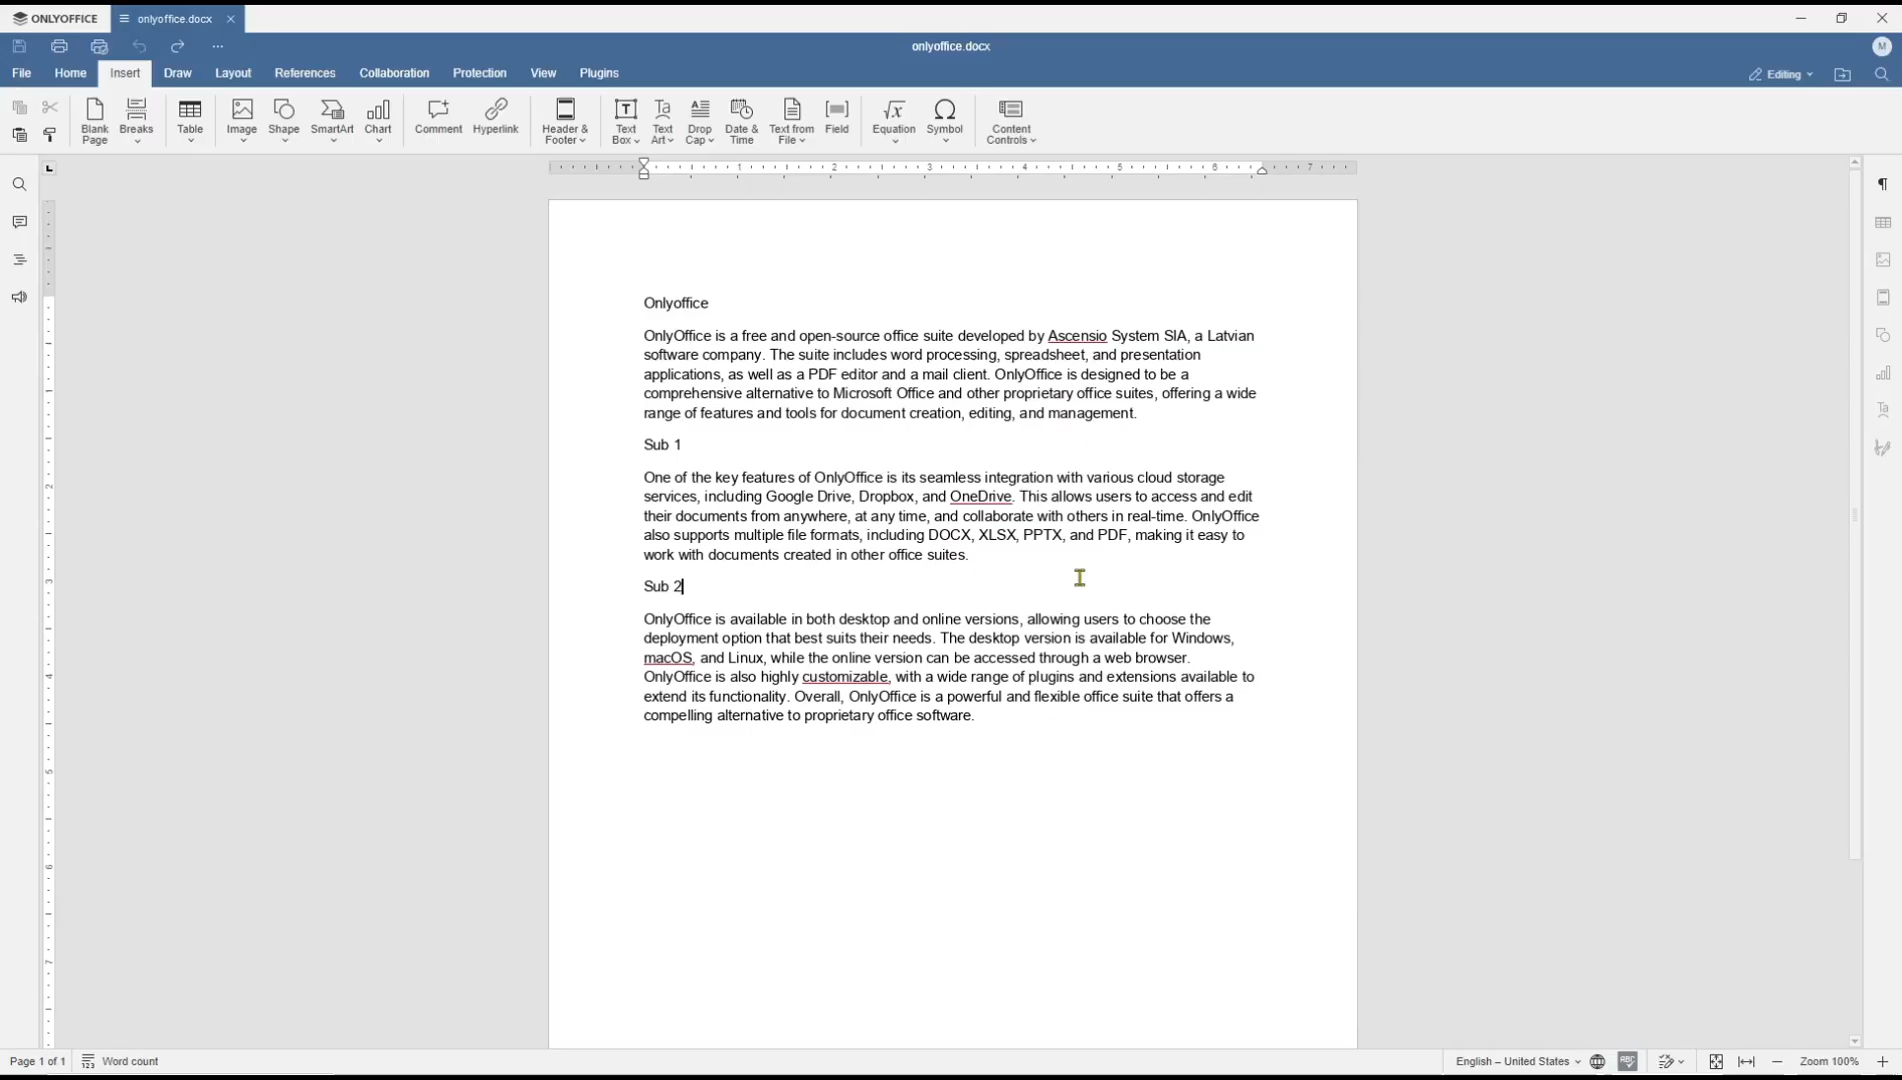 ONLYOFFICE onlyoffice.docx
onlyoffice.docx M
File Home Insert Draw Layout References Collaboration Protection View Plugins Editing
Blank Page Breaks Table Image Shape SmartArt Chart Comment Hyperlink Header & Footer Text Box Text Art Drop Cap Date & Time Text from File Field Equation Symbol Content Controls
1 2 3 4 5 6 7
Onlyoffice
OnlyOffice is a free and open-source office suite developed by Ascensio System SIA, a Latvian
software company. The suite includes word processing, spreadsheet, and presentation
applications, as well as a PDF editor and a mail client. OnlyOffice is designed to be a
comprehensive alternative to Microsoft Office and other proprietary office suites, offering a wide
range of features and tools for document creation, editing, and management.
Sub 1
One of the key features of OnlyOffice is its seamless integration with various cloud storage
services, including Google Drive, Dropbox, and OneDrive. This allows users to access and edit
their documents from anywhere, at any time, and collaborate with others in real-time. OnlyOffice
also supports multiple file formats, including DOCX, XLSX, PPTX, and PDF, making it easy to
work with documents created in other office suites.
Sub 2
OnlyOffice is available in both desktop and online versions, allowing users to choose the
deployment option that best suits their needs. The desktop version is available for Windows,
macOS, and Linux, while the online version can be accessed through a web browser.
OnlyOffice is also highly customizable, with a wide range of plugins and extensions available to
extend its functionality. Overall, OnlyOffice is a powerful and flexible office suite that offers a
compelling alternative to proprietary office software.
Page 1 of 1 Word count English – United States Zoom 100%